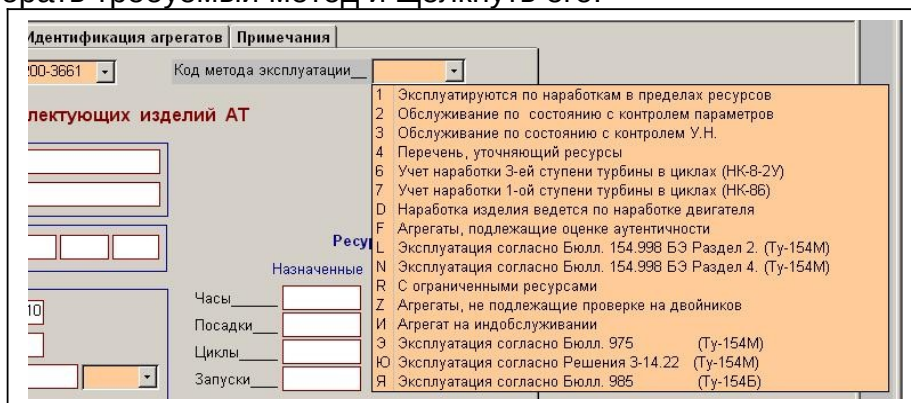 брать требуемый метод и щелкнуть его.
Идентификация агрегатов Примечания
00-3661 Код метода эксплуатации__
лектующих изделий АТ
1 Эксплуатируются по наработкам в пределах ресурсов
2 Обслуживание по состоянию с контролем параметров
3 Обслуживание по состоянию с контролем У.Н.
4 Перечень, уточняющий ресурсы
6 Учет наработки 3-ей ступени турбины в циклах (НК-8-2У)
7 Учет наработки 1-ой ступени турбины в циклах (НК-86)
D Наработка изделия ведется по наработке двигателя
F Агрегаты, подлежащие оценке аутентичности
L Эксплуатация согласно Бюлл. 154.998 БЭ Раздел 2. (Ту-154М)
N Эксплуатация согласно Бюлл. 154.998 БЭ Раздел 4. (Ту-154М)
R С ограниченными ресурсами
Z Агрегаты, не подлежащие проверке на двойников
И Агрегат на индобслуживании
Э Эксплуатация согласно Бюлл. 975 (Ту-154М)
Ю Эксплуатация согласно Решения 3-14.22 (Ту-154М)
Я Эксплуатация согласно Бюлл. 985 (Ту-154Б)
Ресу
Назначенные
Часы____
10
Посадки__
Циклы____
Запуски__